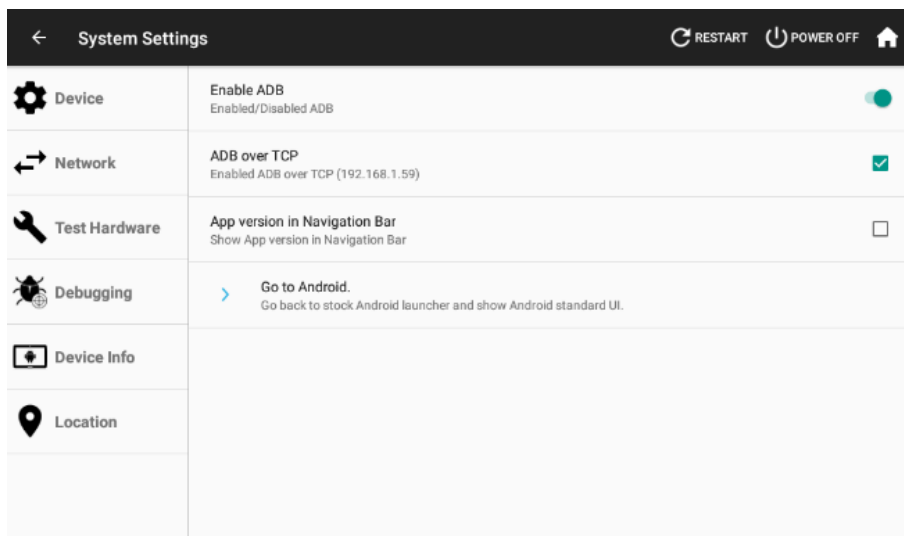 System Settings
RESTART
POWER OFF
Device
Network
Test Hardware
Debugging
Device Info
Location
Enable ADB
Enabled/Disabled ADB
ADB over TCP
Enabled ADB over TCP (192.168.1.59)
App version in Navigation Bar
Show App version in Navigation Bar
Go to Android.
Go back to stock Android launcher and show Android standard UI.